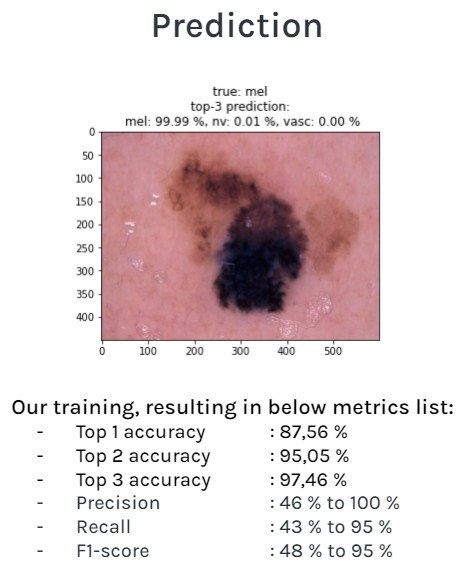 Prediction
true: mel
top-3 prediction:
mel: 99.99 %, nv: 0.01 %, vasc: 0.00 %
0
50
100
150
200
250
300
350
400
0 100 200 300 400 500
Our training, resulting in below metrics list:
- Top 1 accuracy : 87,56 %
- Top 2 accuracy : 95,05 %
- Top 3 accuracy : 97,46 %
- Precision : 46 % to 100 %
- Recall : 43 % to 95 %
- F1-score : 48 % to 95 %